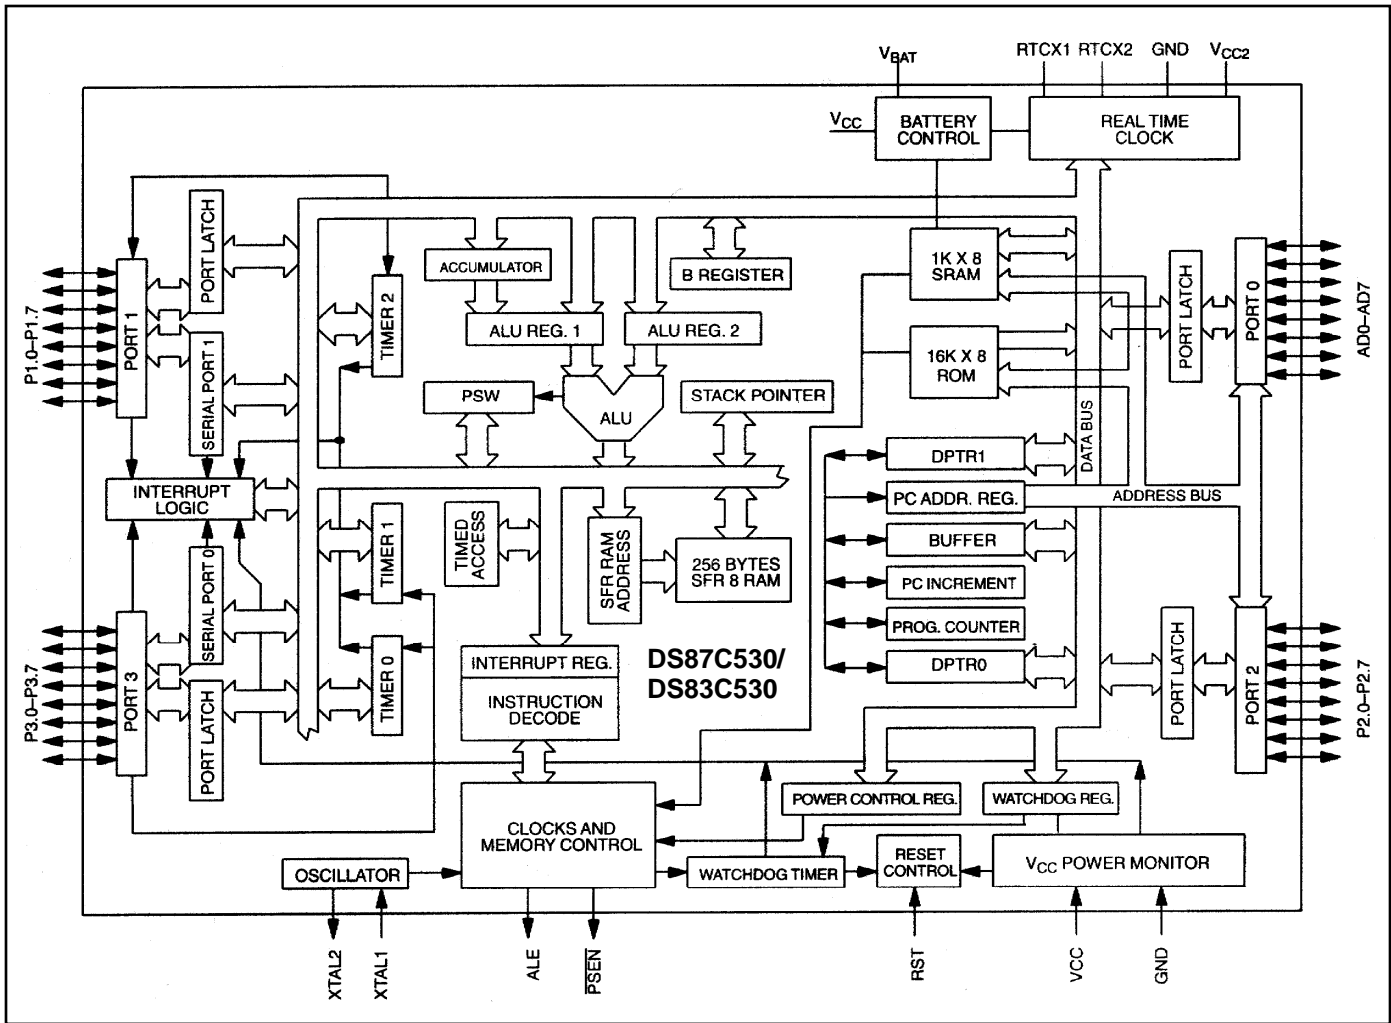 V_BAT
RTCX1 RTCX2 GND V_CC2
V_CC
BATTERY
CONTROL
REAL TIME
CLOCK
PORT LATCH
ACCUMULATOR
B REGISTER
1K X 8
SRAM
PORT LATCH
PORT 0
AD0–AD7
P1.0–P1.7
PORT 1
TIMER 2
ALU REG. 1
ALU REG. 2
SERIAL PORT 1
16K X 8
ROM
PSW
ALU
STACK POINTER
DATA BUS
DPTR1
INTERRUPT
LOGIC
PC ADDR. REG.
ADDRESS BUS
TIMED
ACCESS
TIMER 1
SFR RAM
ADDRESS
256 BYTES
SFR 8 RAM
BUFFER
PC INCREMENT
SERIAL PORT 0
PROG. COUNTER
P3.0–P3.7
PORT 3
TIMER 0
INTERRUPT REG.
INSTRUCTION
DECODE
DS87C530/
DS83C530
DPTR0
PORT LATCH
PORT 2
P2.0–P2.7
PORT LATCH
POWER CONTROL REG.
WATCHDOG REG.
CLOCKS AND
MEMORY CONTROL
OSCILLATOR
WATCHDOG TIMER
RESET
CONTROL
V_CC POWER MONITOR
XTAL2
XTAL1
ALE
PSEN
RST
VCC
GND